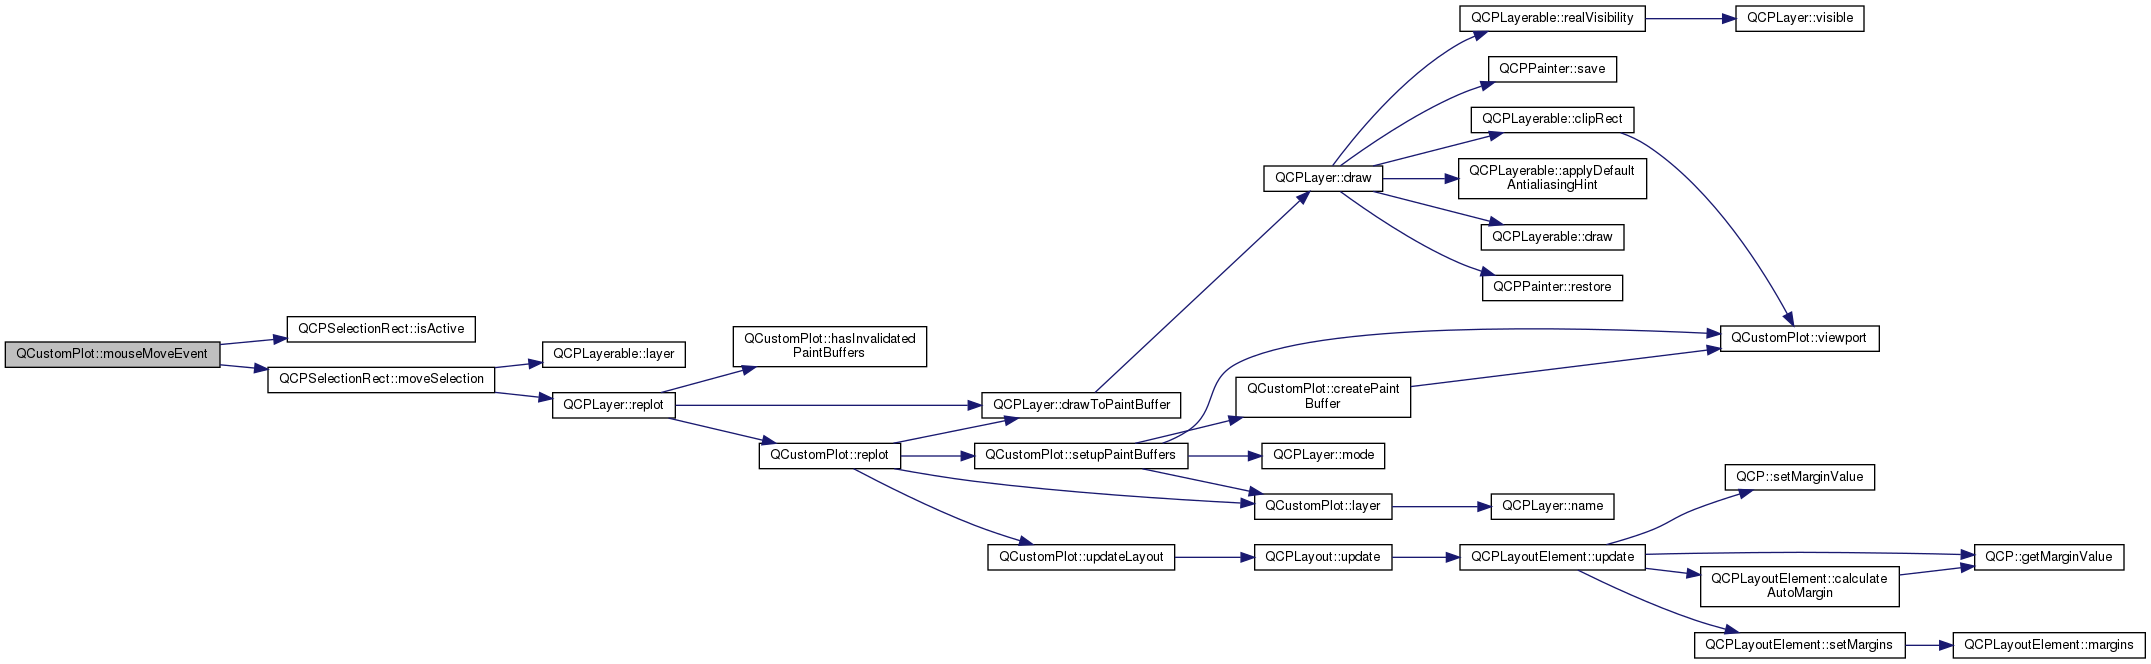 QCustomPlot::mouseMoveEvent
QCPSelectionRect::isActive
QCPSelectionRect::moveSelection
QCPLayerable::layer
QCPLayer::replot
QCustomPlot::hasInvalidated
PaintBuffers
QCustomPlot::replot
QCPLayer::drawToPaintBuffer
QCustomPlot::setupPaintBuffers
QCustomPlot::updateLayout
QCPLayer::draw
QCustomPlot::createPaint
Buffer
QCPLayer::mode
QCustomPlot::layer
QCPLayout::update
QCPLayerable::realVisibility
QCPPainter::save
QCPLayerable::clipRect
QCPLayerable::applyDefault
AntialiasingHint
QCPLayerable::draw
QCPPainter::restore
QCPLayer::name
QCPLayoutElement::update
QCPLayer::visible
QCustomPlot::viewport
QCP::setMarginValue
QCPLayoutElement::calculate
AutoMargin
QCPLayoutElement::setMargins
QCP::getMarginValue
QCPLayoutElement::margins